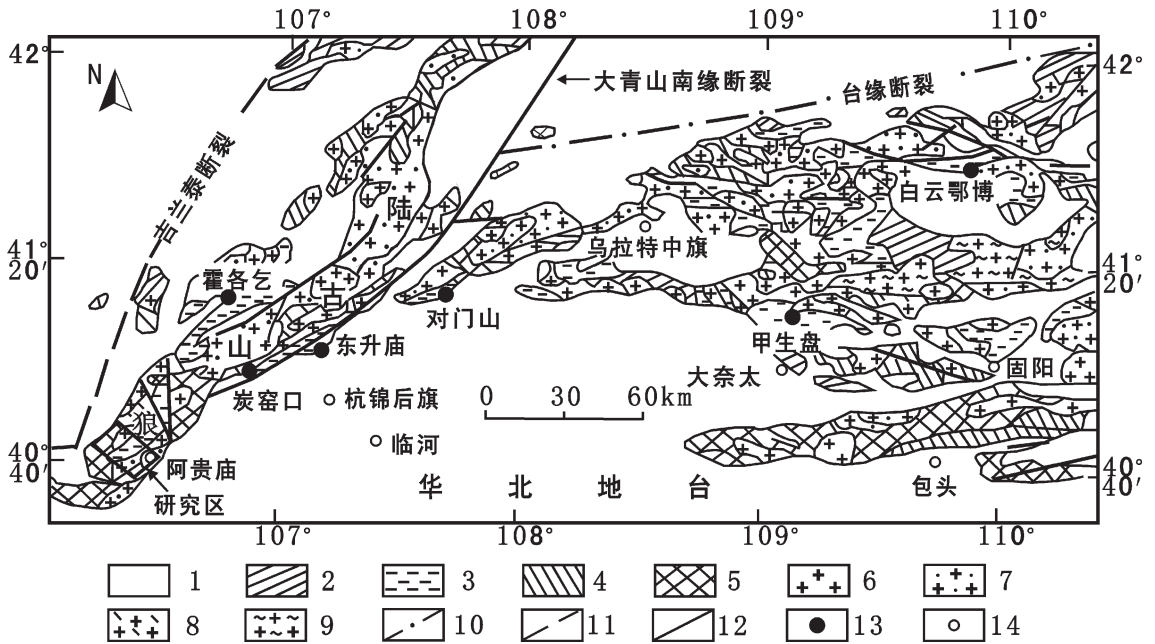 107° 108° 109° 110°
42° 42°
N
大青山南缘断裂
台缘断裂
吉兰泰断裂
白云鄂博
陆
乌拉特中旗
41°20′ 41°20′
霍各乞
古
对门山
山
东升庙
甲生盘
大奈太
固阳
炭窑口
杭锦后旗
0 30 60km
狼
临河
40°40′ 40°40′
阿贵庙
研究区
华北地台
包头
107° 108° 109° 110°
1 2 3 4 5 6 7
8 9 10 11 12 13 14